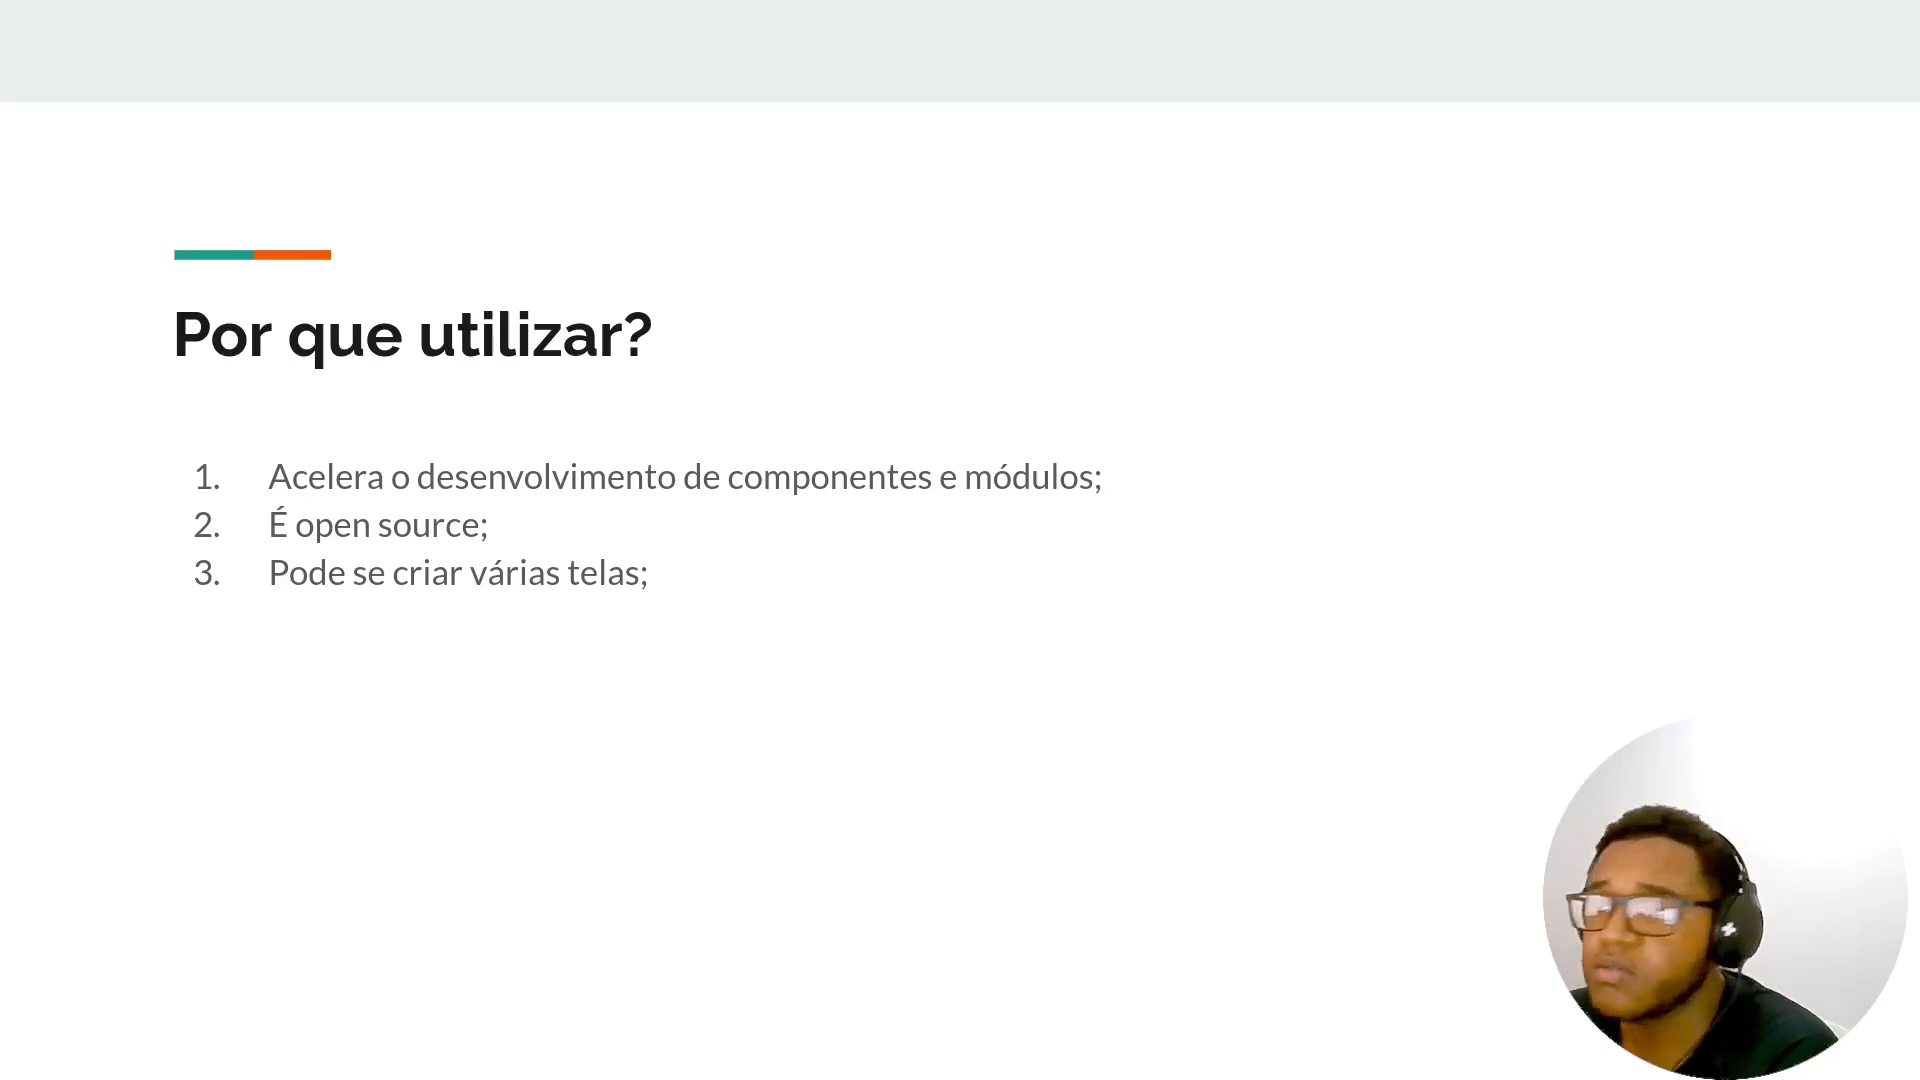 Por que utilizar?
1. Acelera o desenvolvimento de componentes e módulos;
2. É open source;
3. Pode se criar várias telas;